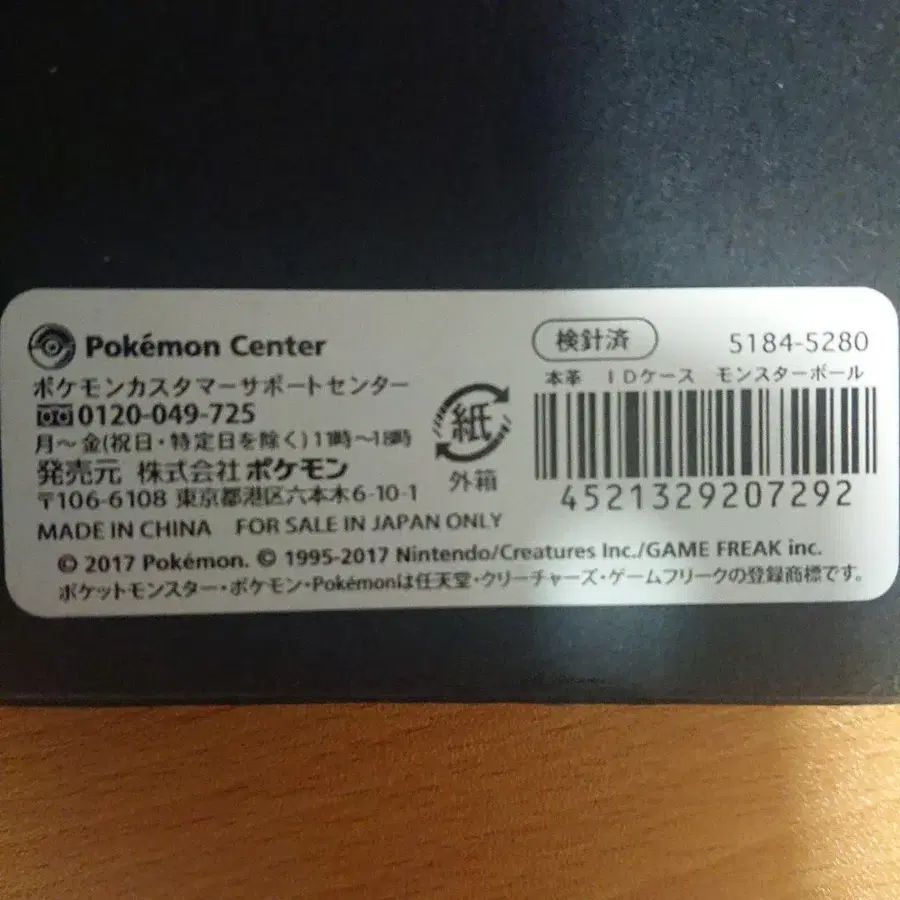 Pokémon Center
ポケモンカスタマーサポートセンター
0120-049-725
月～金(祝日・特定日を除く)11時～18時
発売元 株式会社ポケモン
〒106-6108 東京都港区六本木6-10-1
MADE IN CHINA FOR SALE IN JAPAN ONLY
紙
外箱
検針済
5184-5280
本革 IDケース モンスターボール
4521329207292
© 2017 Pokémon. © 1995-2017 Nintendo/Creatures Inc./GAME FREAK inc.
ポケットモンスター・ポケモン・Pokémonは任天堂・クリーチャーズ・ゲームフリークの登録商標です。